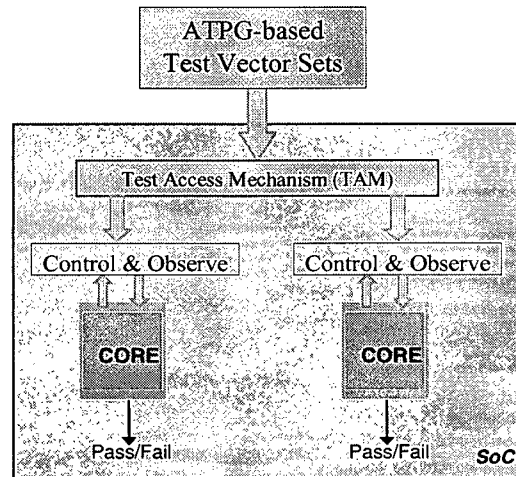 ATPG-based
Test Vector Sets
Test Access Mechanism (TAM)
Control & Observe
Control & Observe
CORE
CORE
Pass/Fail
Pass/Fail
SoC